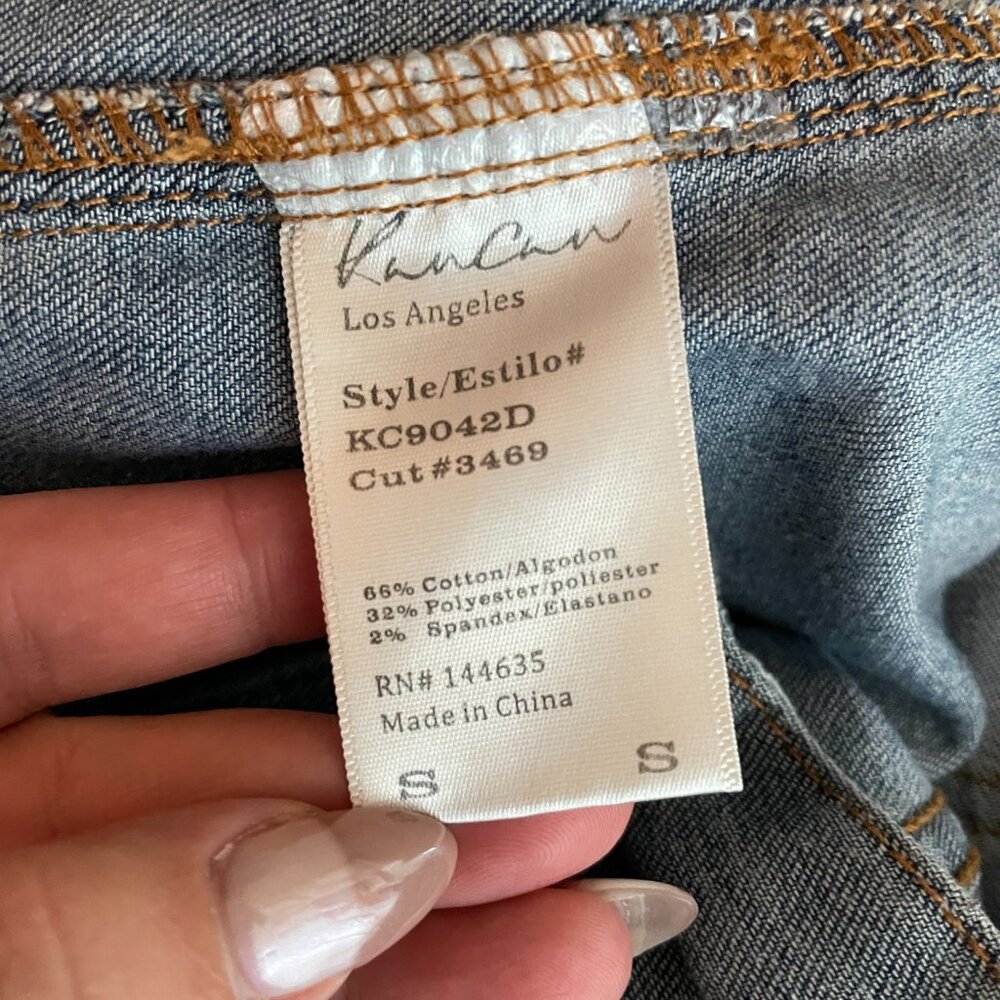 KanCan
Los Angeles
Style/Estilo#
KC9042D
Cut #3469
66% Cotton/Algodon
32% Polyester/poliester
2% Spandex/Elastano
RN# 144635
Made in China
S S